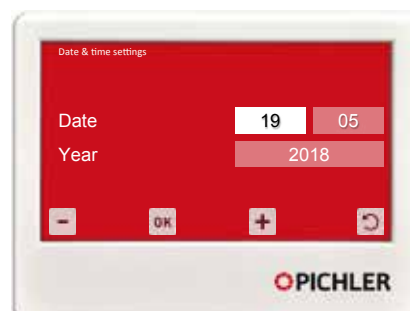 Date & time settings
Date 19 05
Year 2018
- OK +
PICHLER